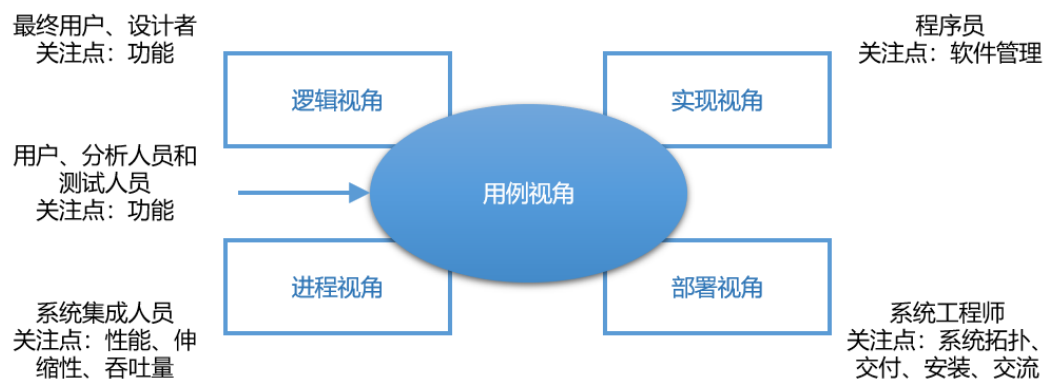 最终用户、设计者
关注点：功能
程序员
关注点：软件管理
逻辑视角
实现视角
用户、分析人员和
测试人员
关注点：功能
用例视角
进程视角
部署视角
系统集成人员
关注点：性能、伸
缩性、吞吐量
系统工程师
关注点：系统拓扑、
交付、安装、交流